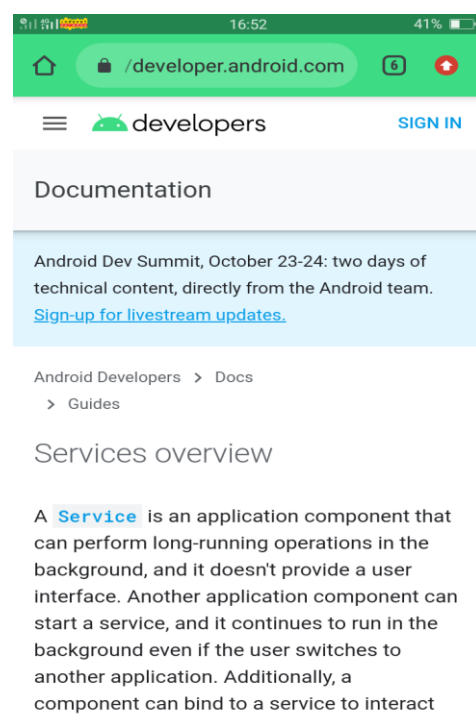 16:52
41%
/developer.android.com
6
developers
SIGN IN
Documentation
Android Dev Summit, October 23-24: two days of
technical content, directly from the Android team.
Sign-up for livestream updates.
Android Developers > Docs
> Guides
Services overview
A Service is an application component that
can perform long-running operations in the
background, and it doesn't provide a user
interface. Another application component can
start a service, and it continues to run in the
background even if the user switches to
another application. Additionally, a
component can bind to a service to interact